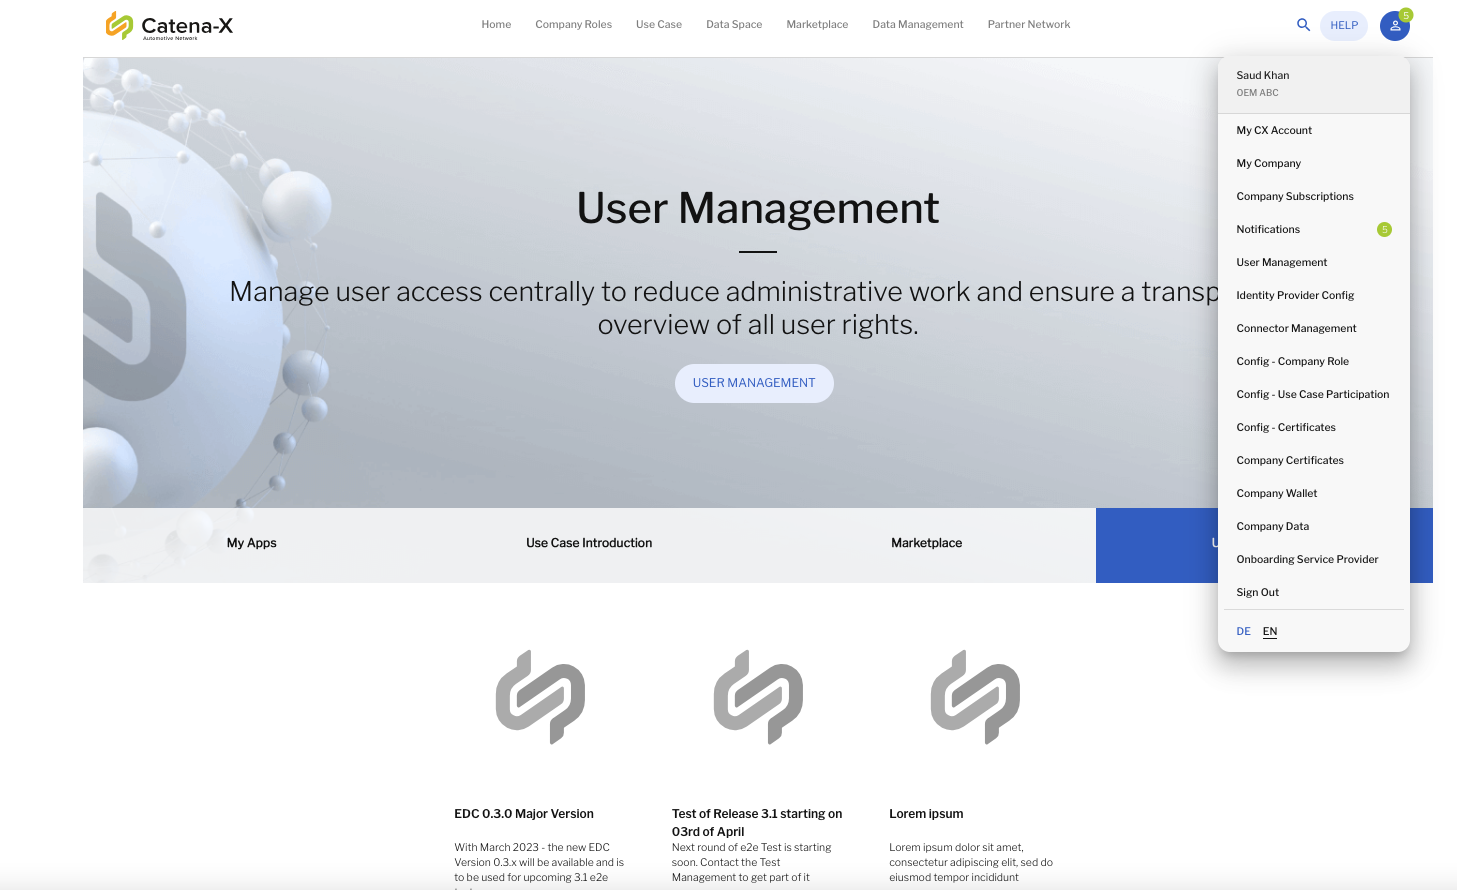 Catena-X
Automotive Network
Home
Company Roles
Use Case
Data Space
Marketplace
Data Management
Partner Network
HELP
5
Saud Khan
OEM ABC
My CX Account
My Company
Company Subscriptions
Notifications
5
User Management
Identity Provider Config
Connector Management
Config - Company Role
Config - Use Case Participation
Config - Certificates
Company Certificates
Company Wallet
Company Data
Onboarding Service Provider
Sign Out
DE
EN
User Management
Manage user access centrally to reduce administrative work and ensure a
overview of all user rights.
USER MANAGEMENT
My Apps
Use Case Introduction
Marketplace
EDC 0.3.0 Major Version
With March 2023 - the new EDC
Version 0.3.x will be available and is
to be used for upcoming 3.1 e2e
Test of Release 3.1 starting on
03rd of April
Next round of e2e Test is starting
soon. Contact the Test
Management to get part of it
Lorem ipsum
Lorem ipsum dolor sit amet,
consectetur adipiscing elit, sed do
eiusmod tempor incididunt